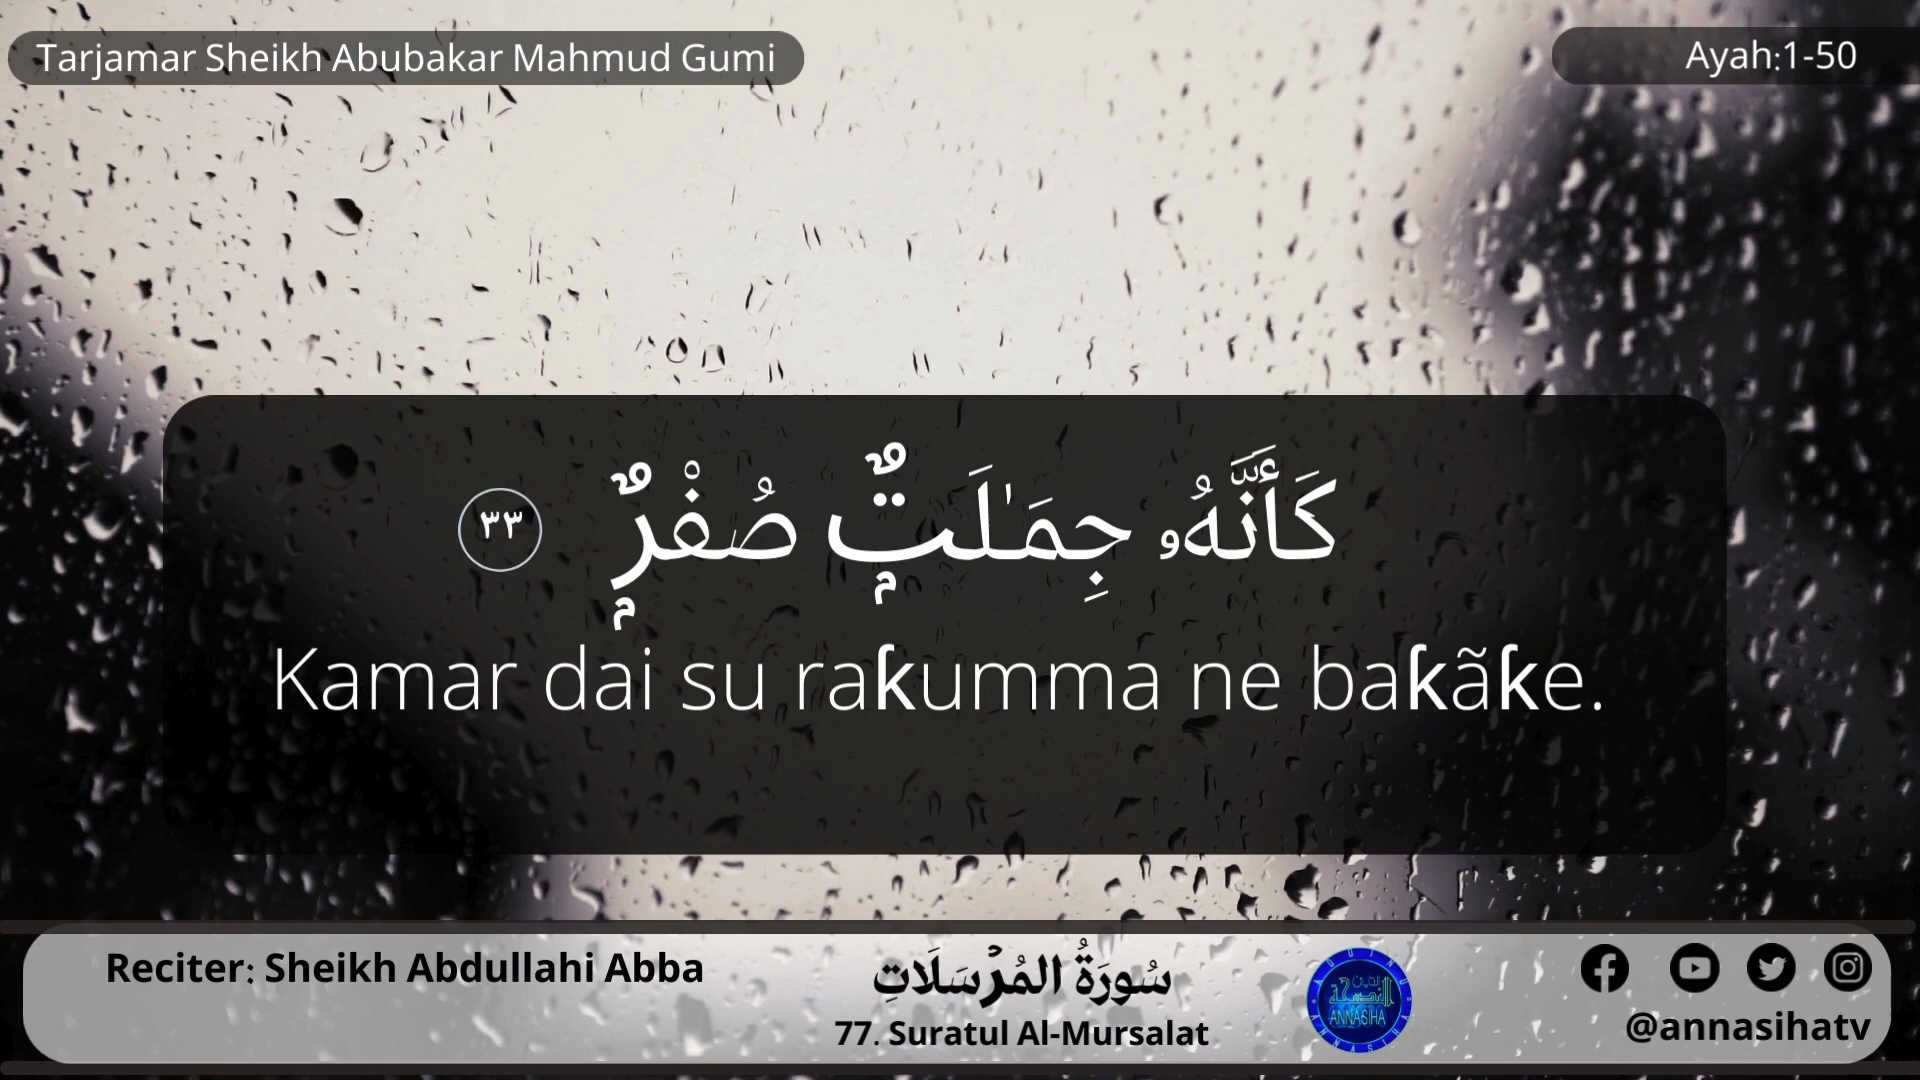 Tarjamar Sheikh Abubakar Mahmud Gumi
Ayah:1-50
كَأَنَّهُۥ جِمَـٰلَتٌ صُفْرٌ ٣٣
Kamar dai su raƙumma ne baƙãƙe.
Reciter: Sheikh Abdullahi Abba
سُورَةُ المُرْسَلَاتِ
77. Suratul Al-Mursalat
ANNASIHA
@annasihatv